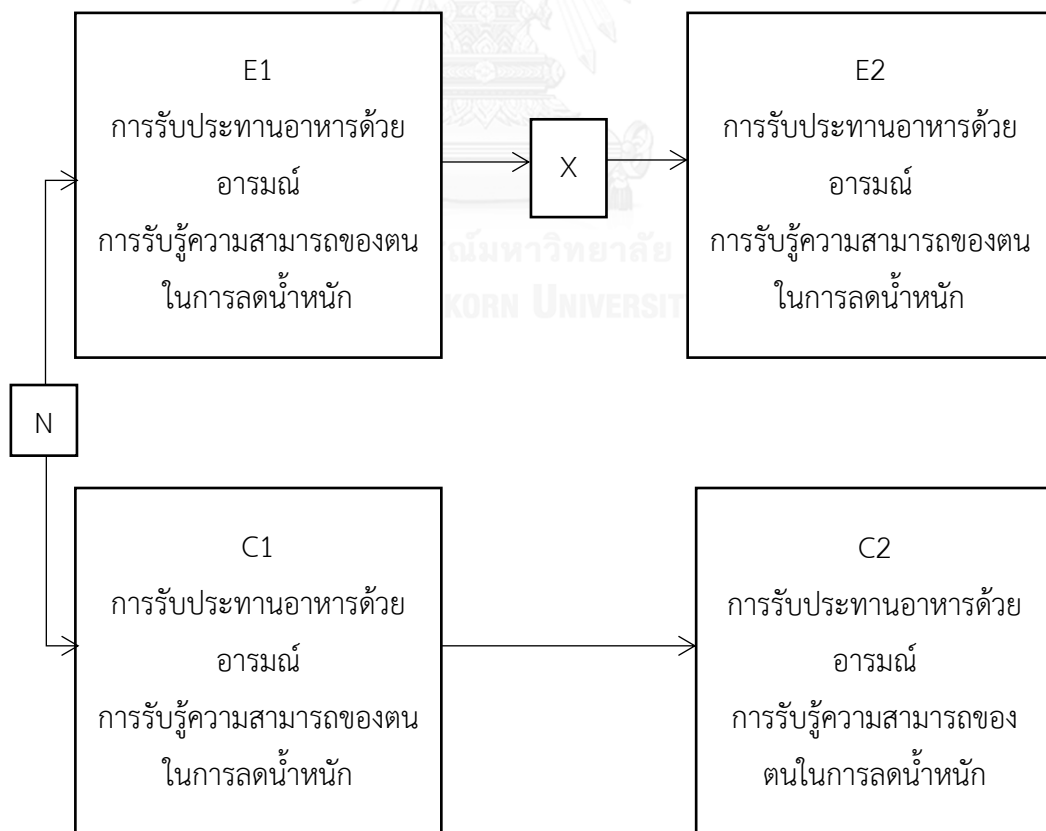 E1
การรับประทานอาหารด้วย
อารมณ์
การรับรู้ความสามารถของตน
ในการลดน้ำหนัก
X
E2
การรับประทานอาหารด้วย
อารมณ์
การรับรู้ความสามารถของตน
ในการลดน้ำหนัก
ณ์มหาวิทยาลัย
KORN UNIVERSIT
N
C1
การรับประทานอาหารด้วย
อารมณ์
การรับรู้ความสามารถของตน
ในการลดน้ำหนัก
C2
การรับประทานอาหารด้วย
อารมณ์
การรับรู้ความสามารถของ
ตนในการลดน้ำหนัก